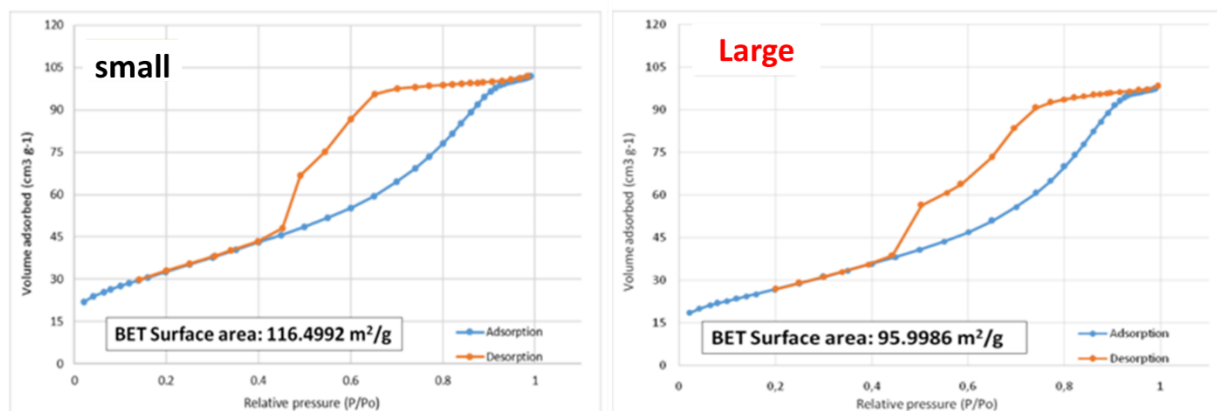 small
120
105
90
75
60
45
30
15
0
Volume adsorbed (cm3 g-1)
BET Surface area: 116.4992 m²/g
Adsorption
Desorption
0 0.2 0.4 0.6 0.8 1
Relative pressure (P/Po)
Large
120
105
90
75
60
45
30
15
0
Volume adsorbed (cm3 g-1)
BET Surface area: 95.9986 m²/g
Adsorption
Desorption
0 0,2 0,4 0,6 0,8 1
Relative pressure (P/Po)